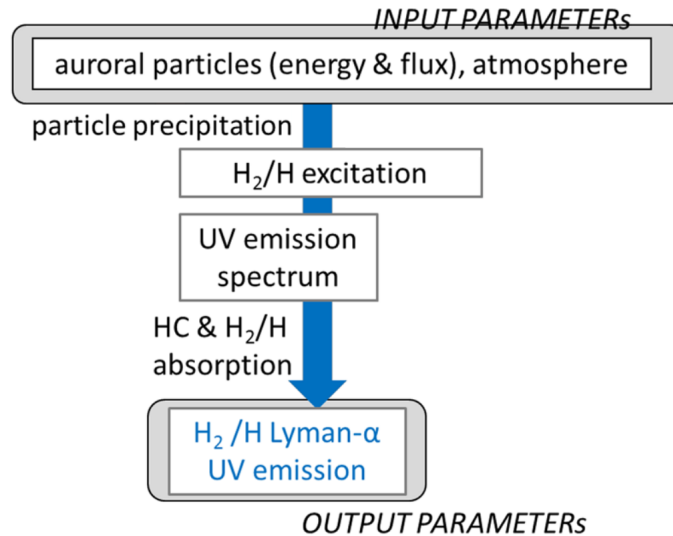 INPUT PARAMETERs
auroral particles (energy & flux), atmosphere
particle precipitation
H₂/H excitation
UV emission
spectrum
HC & H₂/H
absorption
H₂ /H Lyman-α
UV emission
OUTPUT PARAMETERs